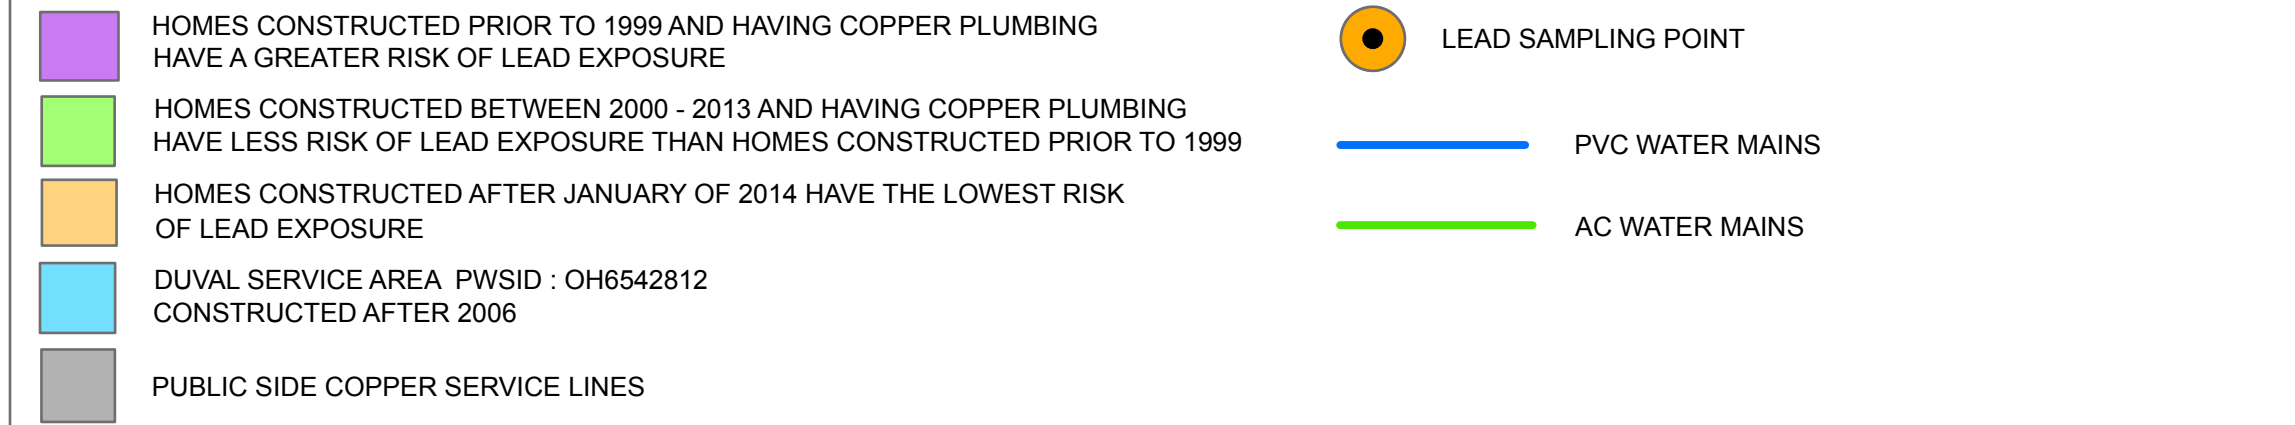 HOMES CONSTRUCTED PRIOR TO 1999 AND HAVING COPPER PLUMBING
HAVE A GREATER RISK OF LEAD EXPOSURE
HOMES CONSTRUCTED BETWEEN 2000 - 2013 AND HAVING COPPER PLUMBING
HAVE LESS RISK OF LEAD EXPOSURE THAN HOMES CONSTRUCTED PRIOR TO 1999
HOMES CONSTRUCTED AFTER JANUARY OF 2014 HAVE THE LOWEST RISK
OF LEAD EXPOSURE
DUVAL SERVICE AREA  PWSID : OH6542812
CONSTRUCTED AFTER 2006
PUBLIC SIDE COPPER SERVICE LINES
LEAD SAMPLING POINT
PVC WATER MAINS
AC WATER MAINS